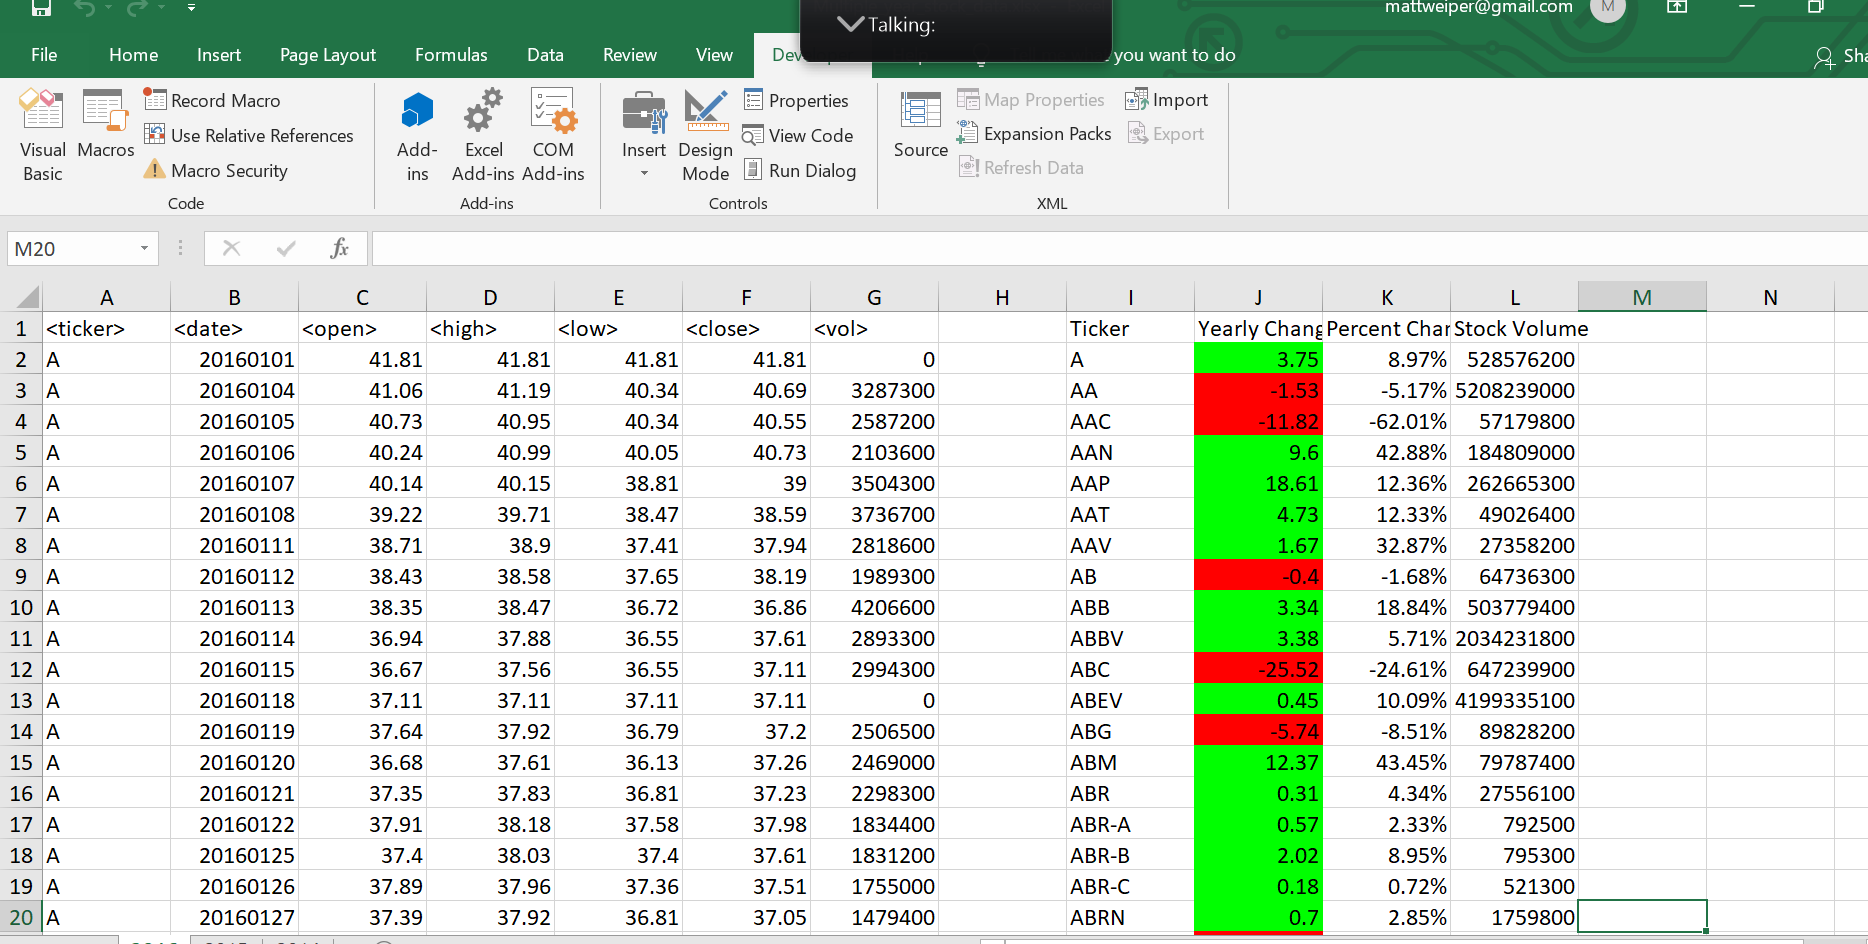 Talking:
mattweiper@gmail.com M
File Home Insert Page Layout Formulas Data Review View you want to do
Record Macro
Use Relative References
Macro Security
Visual Basic
Macros
Code
Add-ins
Excel Add-ins
COM Add-ins
Add-ins
Insert
Design Mode
Properties
View Code
Run Dialog
Controls
Source
Map Properties
Expansion Packs
Refresh Data
Import
Export
XML
M20 fx
A B C D E F G H I J K L M N
1 <ticker> <date> <open> <high> <low> <close> <vol> Ticker Yearly Chang Percent Char Stock Volume
2 A 20160101 41.81 41.81 41.81 41.81 0 A 3.75 8.97% 528576200
3 A 20160104 41.06 41.19 40.34 40.69 3287300 AA -1.53 -5.17% 5208239000
4 A 20160105 40.73 40.95 40.34 40.55 2587200 AAC -11.82 -62.01% 57179800
5 A 20160106 40.24 40.99 40.05 40.73 2103600 AAN 9.6 42.88% 184809000
6 A 20160107 40.14 40.15 38.81 39 3504300 AAP 18.61 12.36% 262665300
7 A 20160108 39.22 39.71 38.47 38.59 3736700 AAT 4.73 12.33% 49026400
8 A 20160111 38.71 38.9 37.41 37.94 2818600 AAV 1.67 32.87% 27358200
9 A 20160112 38.43 38.58 37.65 38.19 1989300 AB -0.4 -1.68% 64736300
10 A 20160113 38.35 38.47 36.72 36.86 4206600 ABB 3.34 18.84% 503779400
11 A 20160114 36.94 37.88 36.55 37.61 2893300 ABBV 3.38 5.71% 2034231800
12 A 20160115 36.67 37.56 36.55 37.11 2994300 ABC -25.52 -24.61% 647239900
13 A 20160118 37.11 37.11 37.11 37.11 0 ABEV 0.45 10.09% 4199335100
14 A 20160119 37.64 37.92 36.79 37.2 2506500 ABG -5.74 -8.51% 89828200
15 A 20160120 36.68 37.61 36.13 37.26 2469000 ABM 12.37 43.45% 79787400
16 A 20160121 37.35 37.83 36.81 37.23 2298300 ABR 0.31 4.34% 27556100
17 A 20160122 37.91 38.18 37.58 37.98 1834400 ABR-A 0.57 2.33% 792500
18 A 20160125 37.4 38.03 37.4 37.61 1831200 ABR-B 2.02 8.95% 795300
19 A 20160126 37.89 37.96 37.36 37.51 1755000 ABR-C 0.18 0.72% 521300
20 A 20160127 37.39 37.92 36.81 37.05 1479400 ABRN 0.7 2.85% 1759800